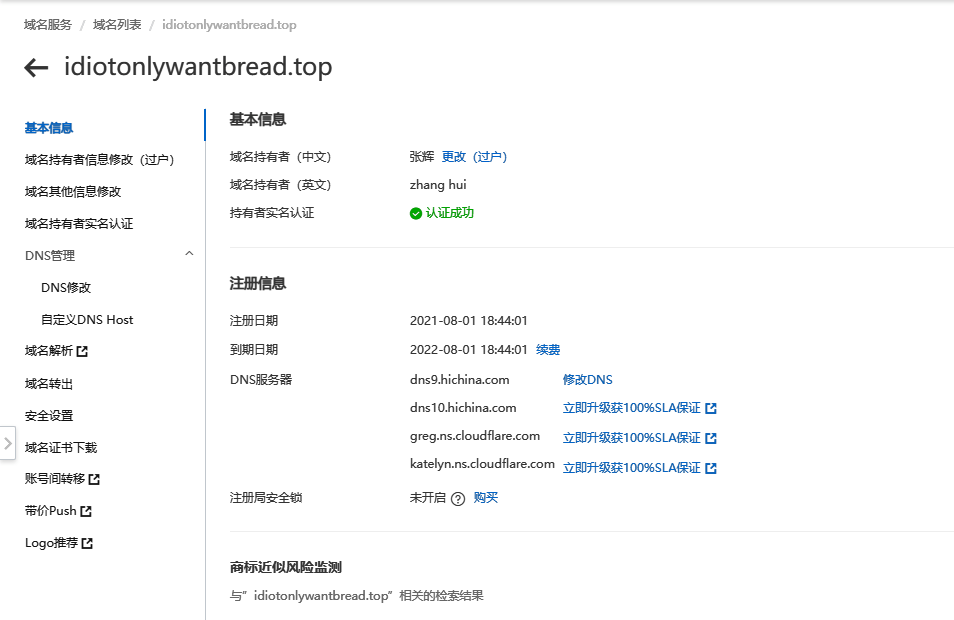 域名服务 / 域名列表 / idiotonlywantbread.top
idiotonlywantbread.top
基本信息
域名持有者信息修改（过户）
域名其他信息修改
域名持有者实名认证
DNS管理
DNS修改
自定义DNS Host
域名解析
域名转出
安全设置
域名证书下载
账号间转移
带价Push
Logo推荐
基本信息
域名持有者（中文） 张辉 更改（过户）
域名持有者（英文） zhang hui
持有者实名认证 认证成功
注册信息
注册日期 2021-08-01 18:44:01
到期日期 2022-08-01 18:44:01 续费
DNS服务器 dns9.hichina.com 修改DNS
dns10.hichina.com 立即升级获100%SLA保证
greg.ns.cloudflare.com 立即升级获100%SLA保证
katelyn.ns.cloudflare.com 立即升级获100%SLA保证
注册局安全锁 未开启 ? 购买
商标近似风险监测
与“ idiotonlywantbread.top” 相关的检索结果